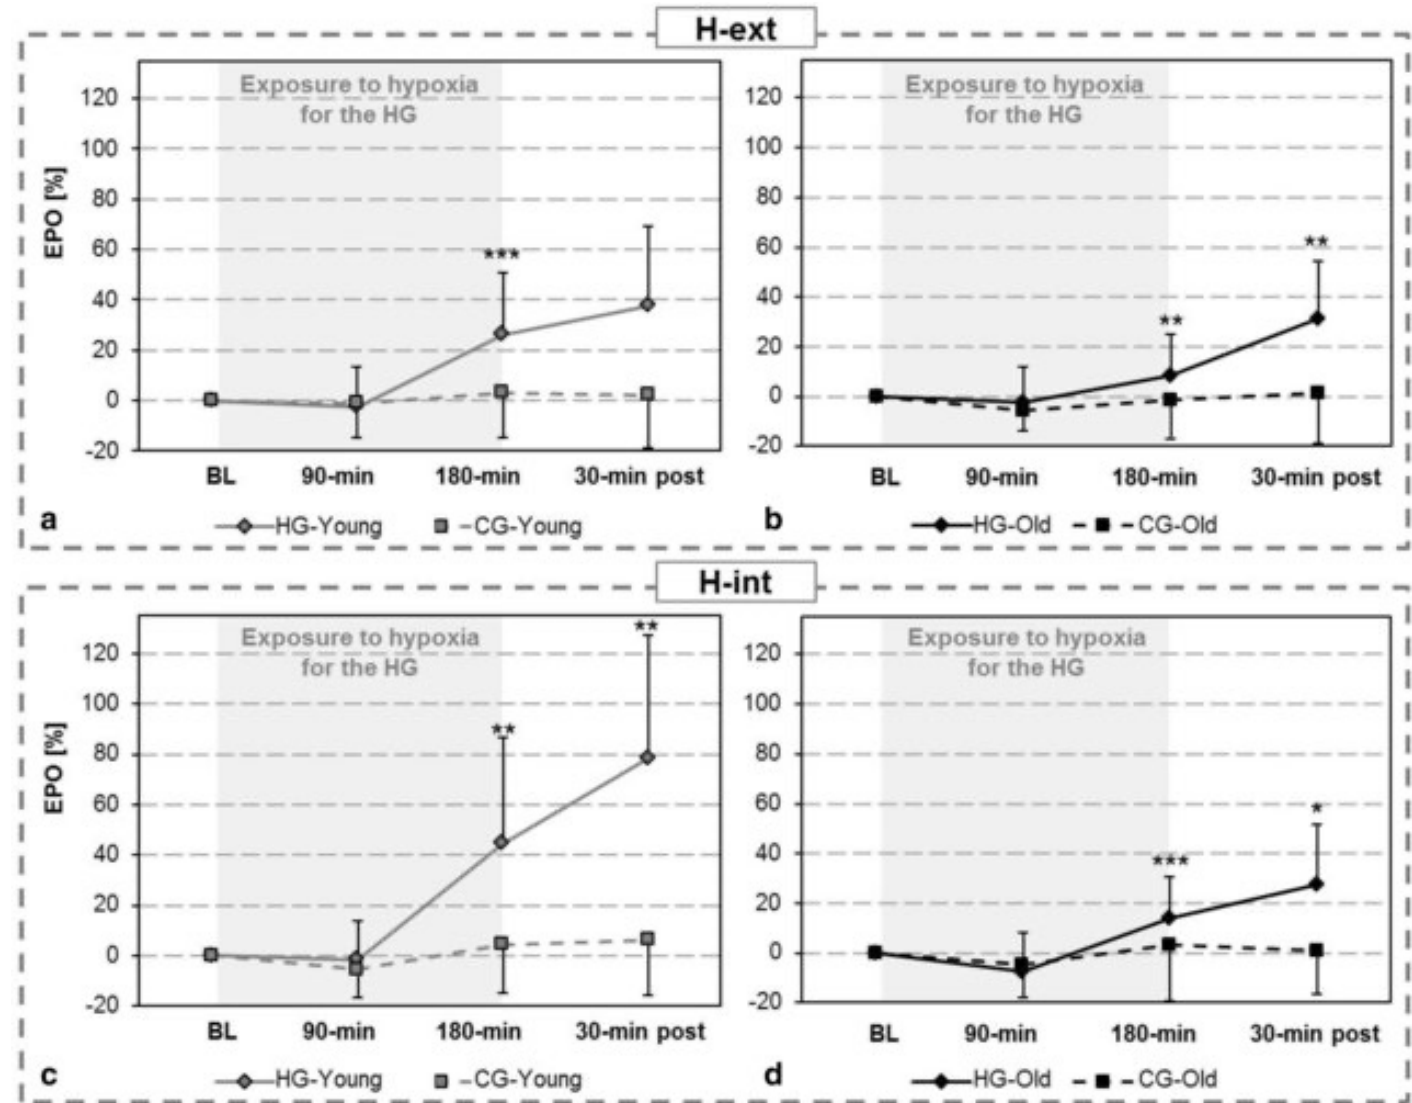 H-ext
Exposure to hypoxia
for the HG
EPO [%]
120
100
80
60
40
20
0
-20
***
BL 90-min 180-min 30-min post
a
HG-Young CG-Young
Exposure to hypoxia
for the HG
120
100
80
60
40
20
0
-20
**
**
BL 90-min 180-min 30-min post
b
HG-Old CG-Old
H-int
Exposure to hypoxia
for the HG
EPO [%]
120
100
80
60
40
20
0
-20
**
**
BL 90-min 180-min 30-min post
c
HG-Young CG-Young
Exposure to hypoxia
for the HG
120
100
80
60
40
20
0
-20
*
***
BL 90-min 180-min 30-min post
d
HG-Old CG-Old